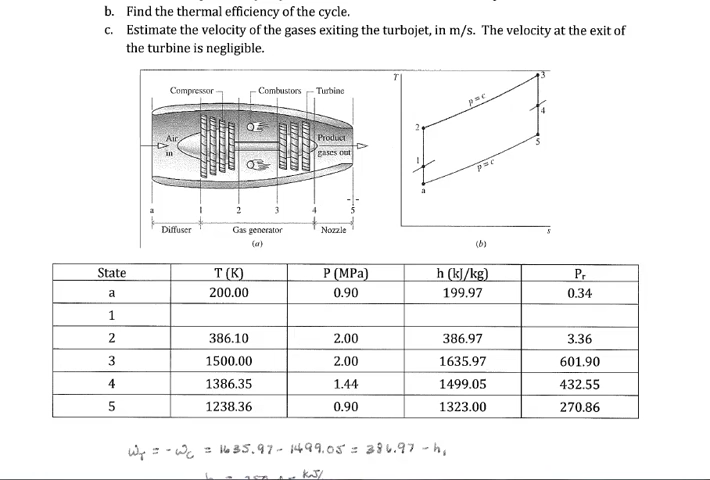 b. Find the thermal efficiency of the cycle.
c. Estimate the velocity of the gases exiting the turbojet, in m/s. The velocity at the exit of
the turbine is negligible.
Compressor Combustors Turbine
Air
in
Product
gases out
a 1 2 3 4 5
Diffuser Gas generator Nozzle
(a)
T
3
p = c
4
2
5
1
p = c
a
s
(b)
State T (K) P (MPa) h (kJ/kg) Pr
a 200.00 0.90 199.97 0.34
1
2 386.10 2.00 386.97 3.36
3 1500.00 2.00 1635.97 601.90
4 1386.35 1.44 1499.05 432.55
5 1238.36 0.90 1323.00 270.86
wT = -wC = 1635.97 - 1499.05 = 386.97 - h1
kJ/